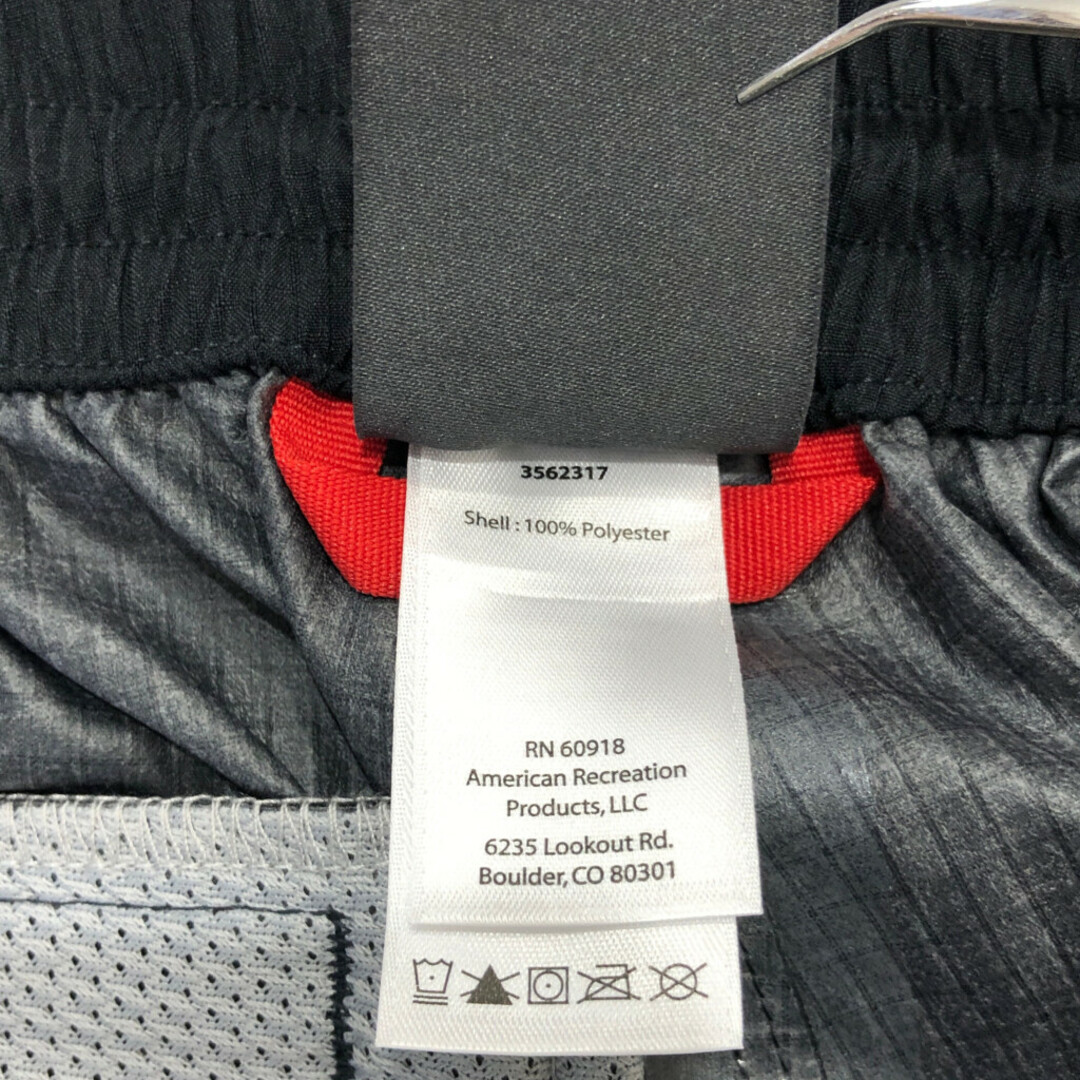 3562317
Shell : 100% Polyester
RN 60918
American Recreation
Products, LLC
6235 Lookout Rd.
Boulder, CO 80301